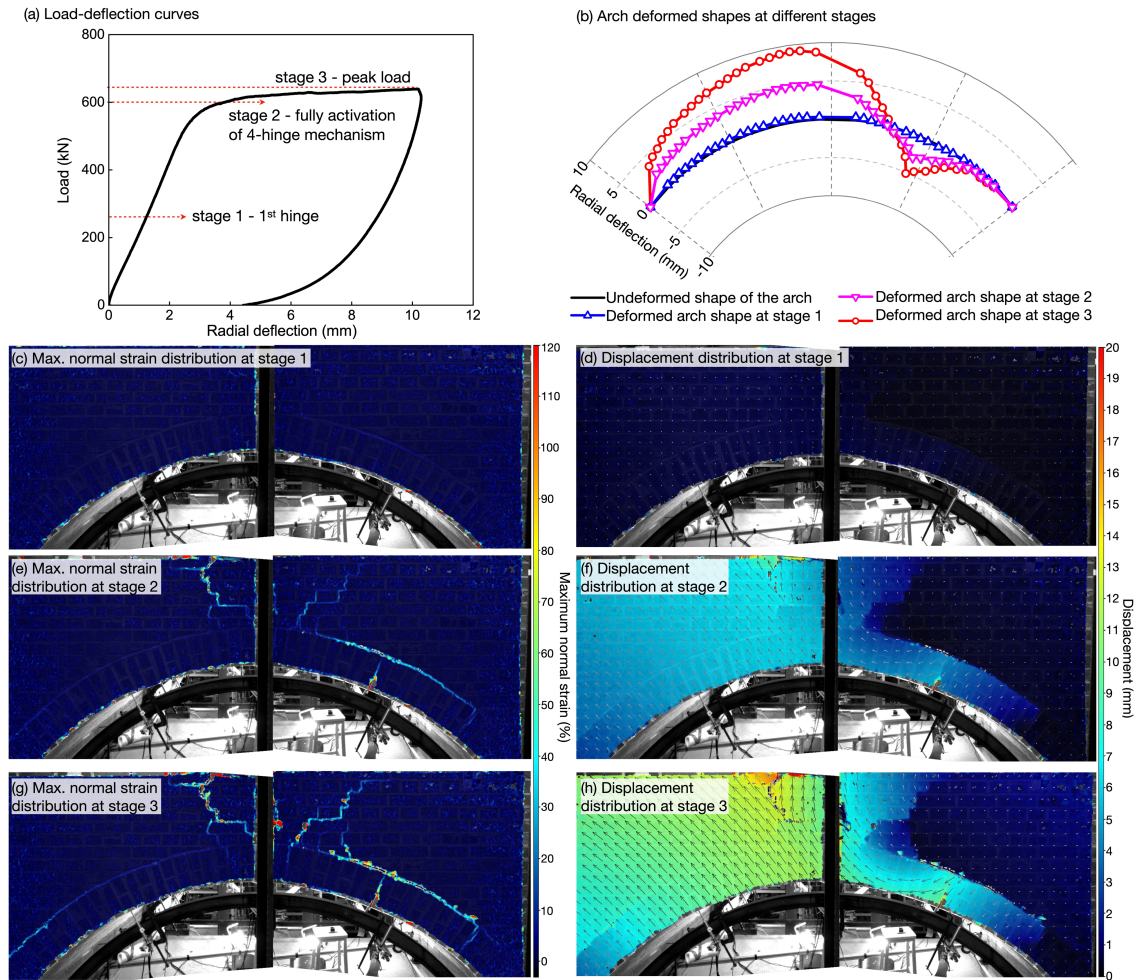 (a) Load-deflection curves
800
600
400
200
0
Load (kN)
stage 3 - peak load
stage 2 - fully activation
of 4-hinge mechanism
stage 1 - 1st hinge
0
2
4
6
8
10
12
Radial deflection (mm)
(b) Arch deformed shapes at different stages
10
5
0
-5
-10
Radial deflection (mm)
Undeformed shape of the arch
Deformed arch shape at stage 1
Deformed arch shape at stage 2
Deformed arch shape at stage 3
(c) Max. normal strain distribution at stage 1
(d) Displacement distribution at stage 1
(e) Max. normal strain
distribution at stage 2
(f) Displacement
distribution at stage 2
(g) Max. normal strain
distribution at stage 3
(h) Displacement
distribution at stage 3
120
100
90
80
70
60
50
40
30
20
10
0
Maximum normal strain (%)
20
15
14
13
12
11
10
9
8
7
6
5
4
3
2
1
0
Displacement (mm)